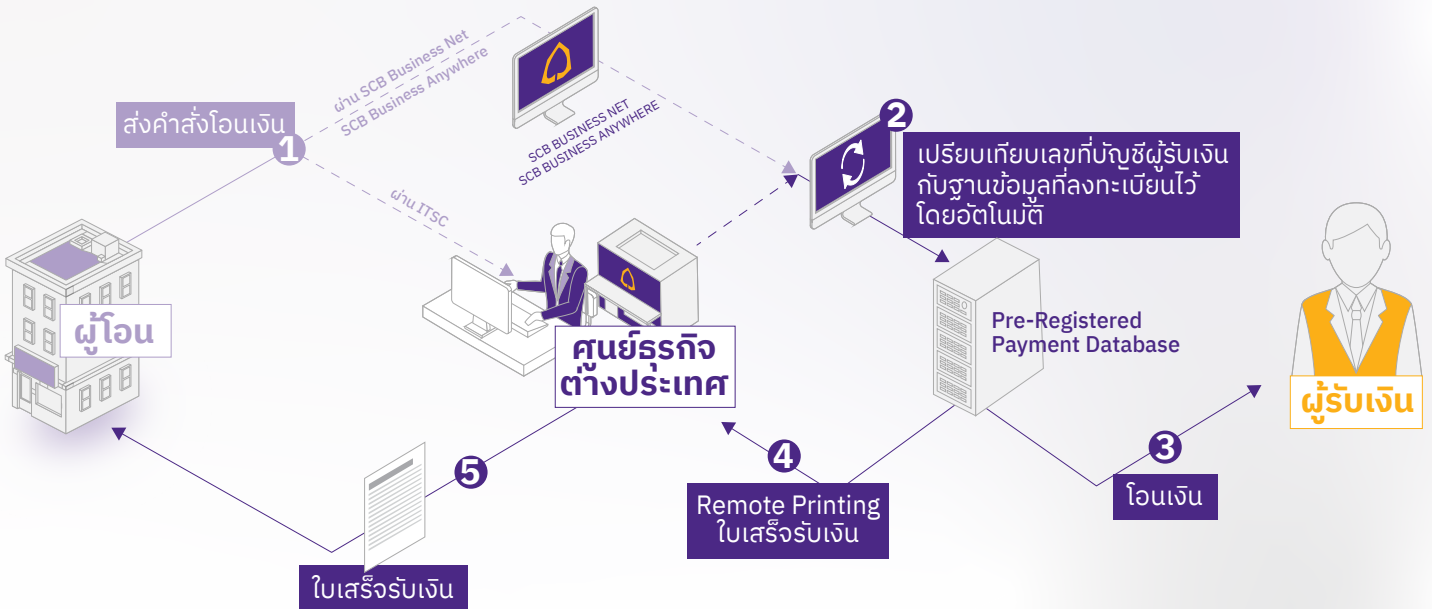 ผ่าน SCB Business Net
SCB Business Anywhere
ส่งคำสั่งโอนเงิน
1
SCB BUSINESS NET
SCB BUSINESS ANYWHERE
2
เปรียบเทียบเลขที่บัญชีผู้รับเงิน
กับฐานข้อมูลที่ลงทะเบียนไว้
โดยอัตโนมัติ
ผ่าน ITSC
ผู้โอน
ศูนย์ธุรกิจ
ต่างประเทศ
Pre-Registered
Payment Database
ผู้รับเงิน
3
โอนเงิน
4
Remote Printing
ใบเสร็จรับเงิน
5
ใบเสร็จรับเงิน